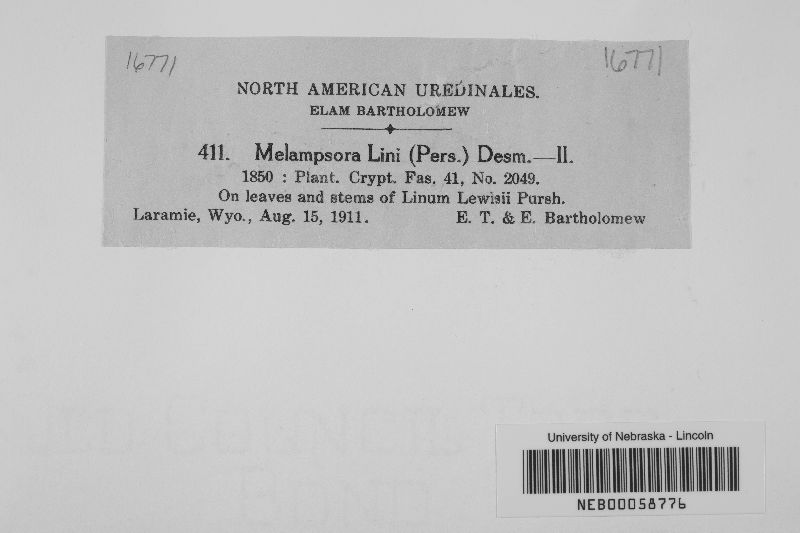 16771 16771
NORTH AMERICAN UREDINALES.
ELAM BARTHOLOMEW
411. Melampsora Lini (Pers.) Desm.—II.
1850 : Plant. Crypt. Fas. 41, No. 2049.
On leaves and stems of Linum Lewisii Pursh.
Laramie, Wyo., Aug. 15, 1911. E. T. & E. Bartholomew
University of Nebraska - Lincoln
NEB00058776